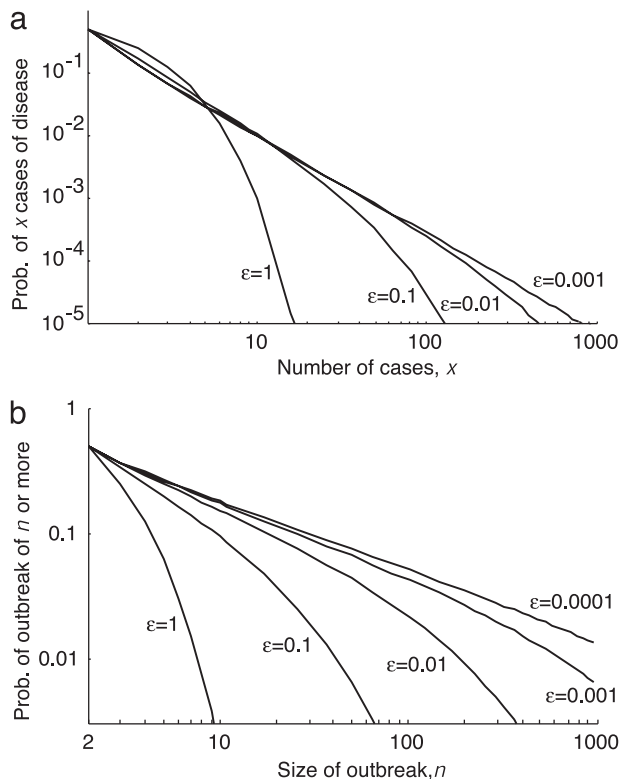 a
Prob. of x cases of disease
10^-1
10^-2
10^-3
10^-4
10^-5
ε=1
ε=0.1
ε=0.01
ε=0.001
10
100
1000
Number of cases, x
b
Prob. of outbreak of n or more
1
0.1
0.01
ε=1
ε=0.1
ε=0.01
ε=0.0001
ε=0.001
2
10
100
1000
Size of outbreak,n